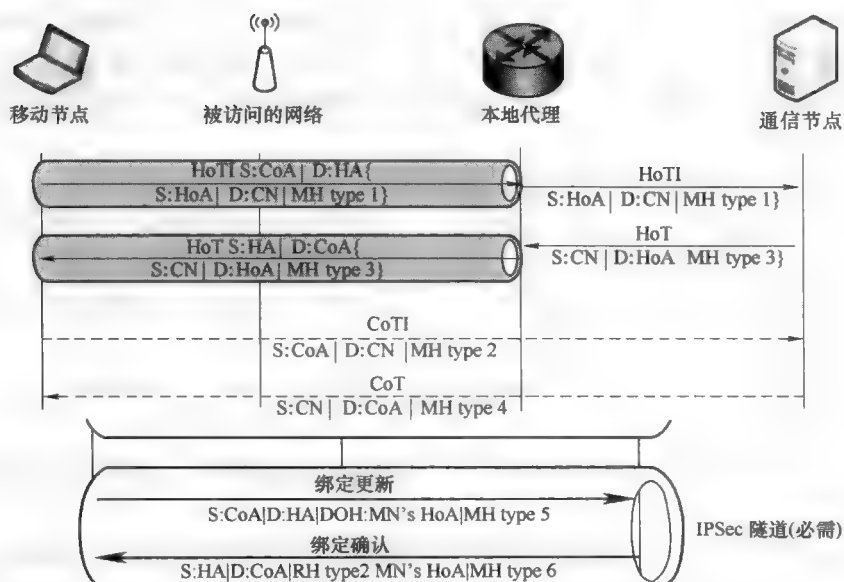 移动节点
被访问的网络
本地代理
通信节点
HoTI S:CoA| D:HA{
S:HoA| D:CN|MH type 1}
HoTI
S:HoA| D:CN|MH type 1}
HoT S:HA| D:CoA{
S:CN| D:HoA| MH type 3}
HoT
S:CN| D:HoA MH type 3}
CoTI
S:CoA| D:CN |MH type 2
CoT
S:CN| D:CoA| MH type 4
绑定更新
S:CoA|D:HA|DOH:MN's HoA|MH type 5
绑定确认
S:HA|D:CoA|RH type2 MN's HoA|MH type 6
IPSec 隧道(必需)